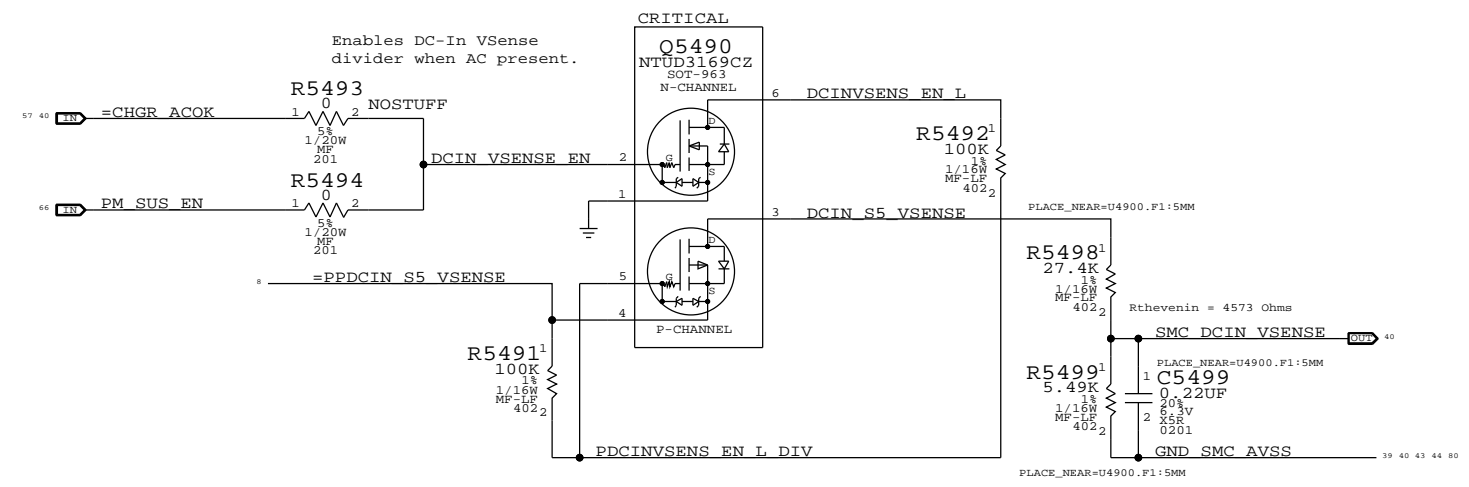 CRITICAL
Enables DC-In VSense
divider when AC present.
Q5490
NTUD3169CZ
SOT-963
N-CHANNEL
R5493
0
NOSTUFF
57 40 IN =CHGR_ACOK 1 2
5%
1/20W
MF
201
6 DCINVSENS_EN_L
D
G
S
R5492
1
100K
1%
1/16W
MF-LF
402
2
DCIN_VSENSE_EN 2
R5494
0
66 IN PM_SUS_EN 1 2
5%
1/20W
MF
201
1
3 DCIN_S5_VSENSE
PLACE_NEAR=U4900.F1:5MM
D
G
S
8 =PPDCIN_S5_VSENSE 5
4
P-CHANNEL
R5498
1
27.4K
1%
1/16W
MF-LF
402
2
Rthevenin = 4573 Ohms
SMC_DCIN_VSENSE OUT 40
R5491
1
100K
1%
1/16W
MF-LF
402
2
PLACE_NEAR=U4900.F1:5MM
R5499
1
5.49K
1%
1/16W
MF-LF
402
2
1 C5499
0.22UF
20%
6.3V
2 X5R
0201
PDCINVSENS_EN_L_DIV
GND_SMC_AVSS 39 40 43 44 80
PLACE_NEAR=U4900.F1:5MM